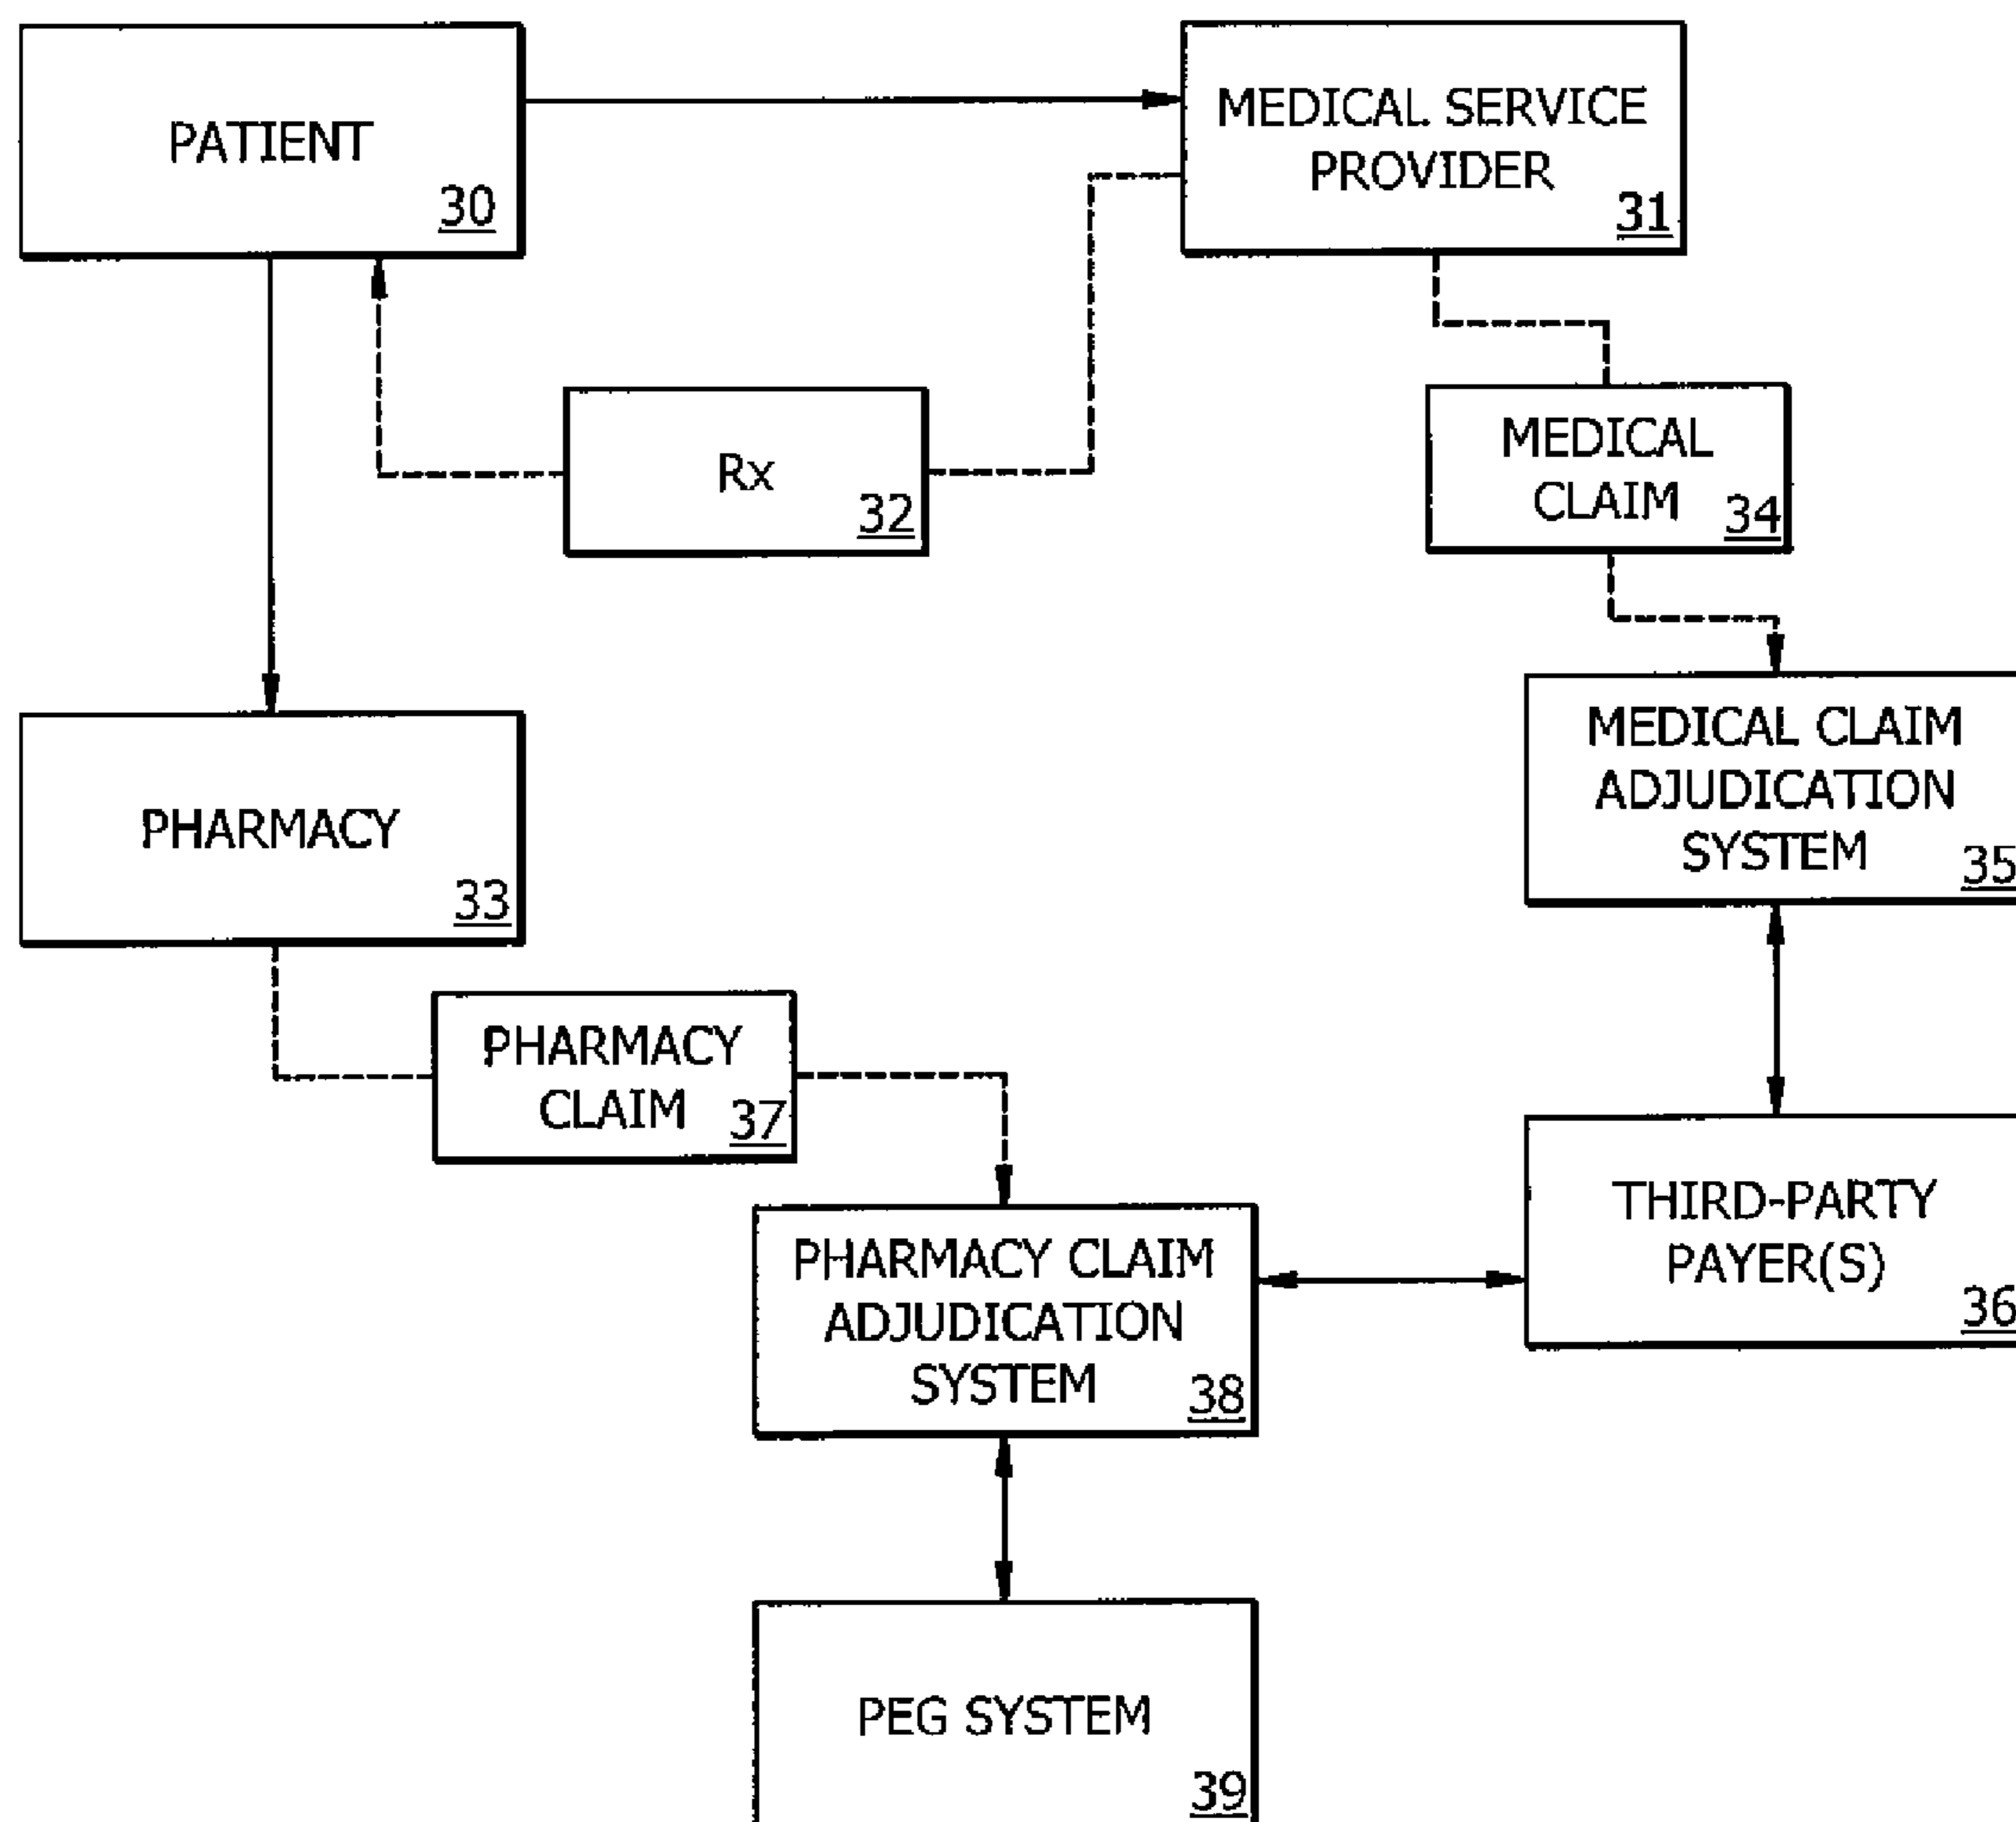 PATIENT
30
MEDICAL SERVICE
PROVIDER
31
Rx
32
MEDICAL
CLAIM
34
MEDICAL CLAIM
ADJUDICATION
SYSTEM
35
PHARMACY
33
PHARMACY
CLAIM
37
THIRD-PARTY
PAYER(S)
36
PHARMACY CLAIM
ADJUDICATION
SYSTEM
38
PEG SYSTEM
39